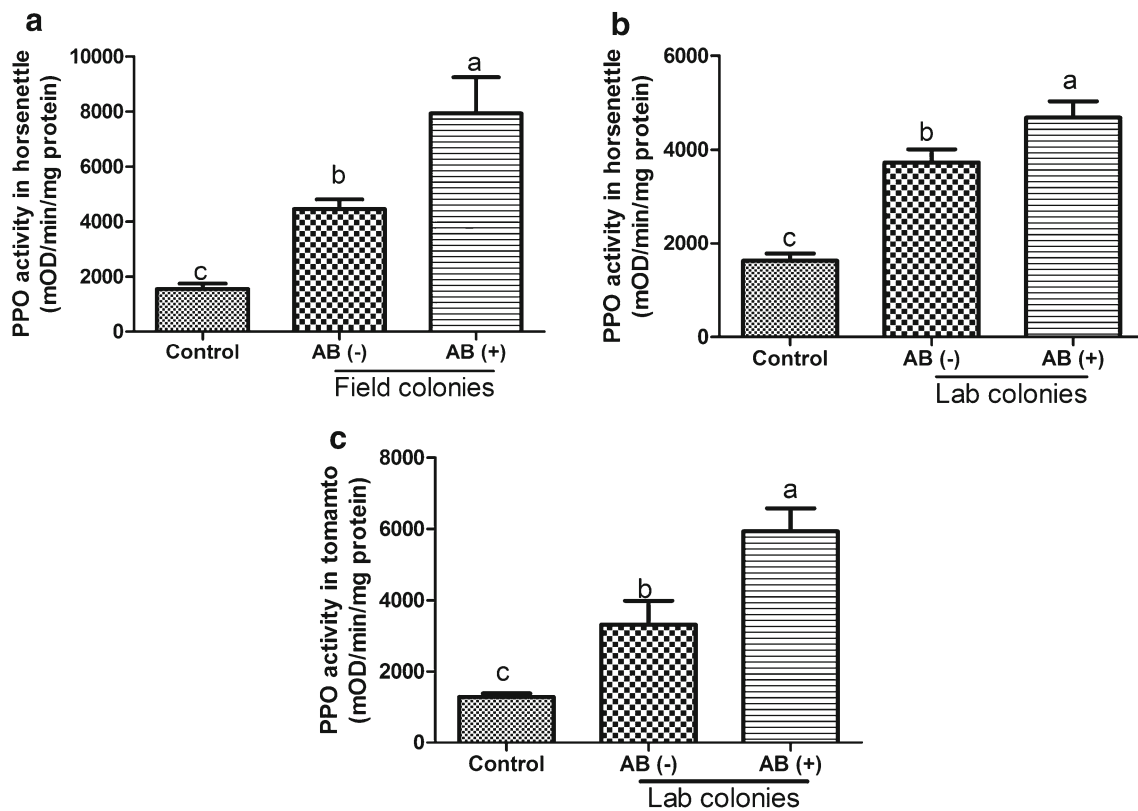 a
PPO activity in horsenettle
(mOD/min/mg protein)
10000
8000
6000
4000
2000
0
c
b
a
Control
AB (-)
AB (+)
Field colonies
b
PPO activity in horsenettle
(mOD/min/mg protein)
6000
4000
2000
0
c
b
a
Control
AB (-)
AB (+)
Lab colonies
c
PPO activity in tomamto
(mOD/min/mg protein)
8000
6000
4000
2000
0
c
b
a
Control
AB (-)
AB (+)
Lab colonies